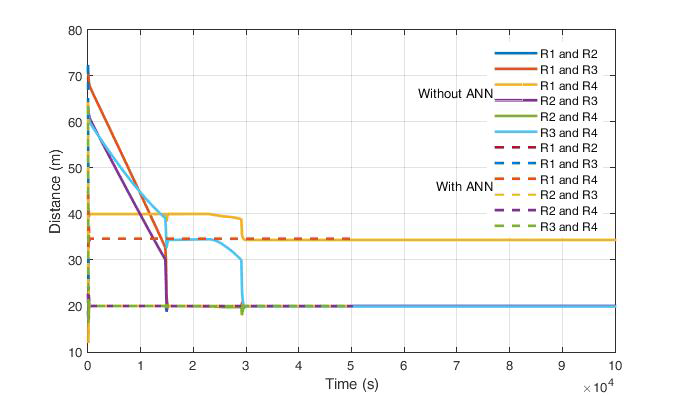 80
70
60
50
40
30
20
10
Distance (m)
0
1
2
3
4
5
6
7
8
9
10
Time (s)
×10⁴
Without ANN
R1 and R2
R1 and R3
R1 and R4
R2 and R3
R2 and R4
R3 and R4
With ANN
R1 and R2
R1 and R3
R1 and R4
R2 and R3
R2 and R4
R3 and R4